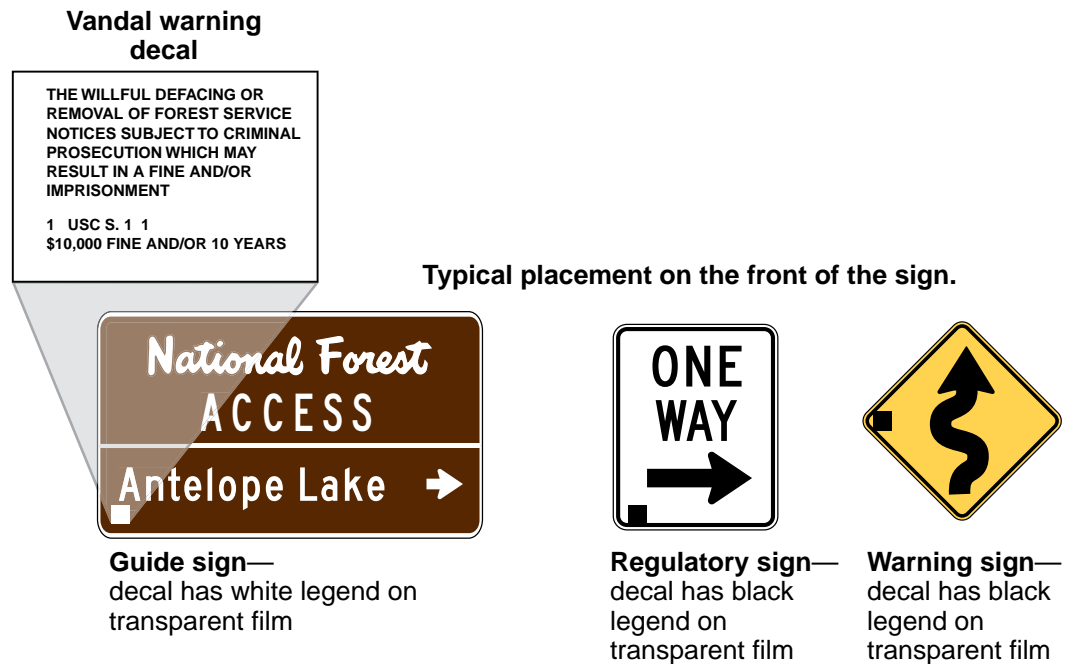 Vandal warning
decal
THE WILLFUL DEFACING OR
REMOVAL OF FOREST SERVICE
NOTICES SUBJECT TO CRIMINAL
PROSECUTION WHICH MAY
RESULT IN A FINE AND/OR
IMPRISONMENT
1 USC S. 1 1
$10,000 FINE AND/OR 10 YEARS
Typical placement on the front of the sign.
National Forest
ACCESS
Antelope Lake
ONE
WAY
Guide sign—
decal has white legend on
transparent film
Regulatory sign—
decal has black
legend on
transparent film
Warning sign—
decal has black
legend on
transparent film